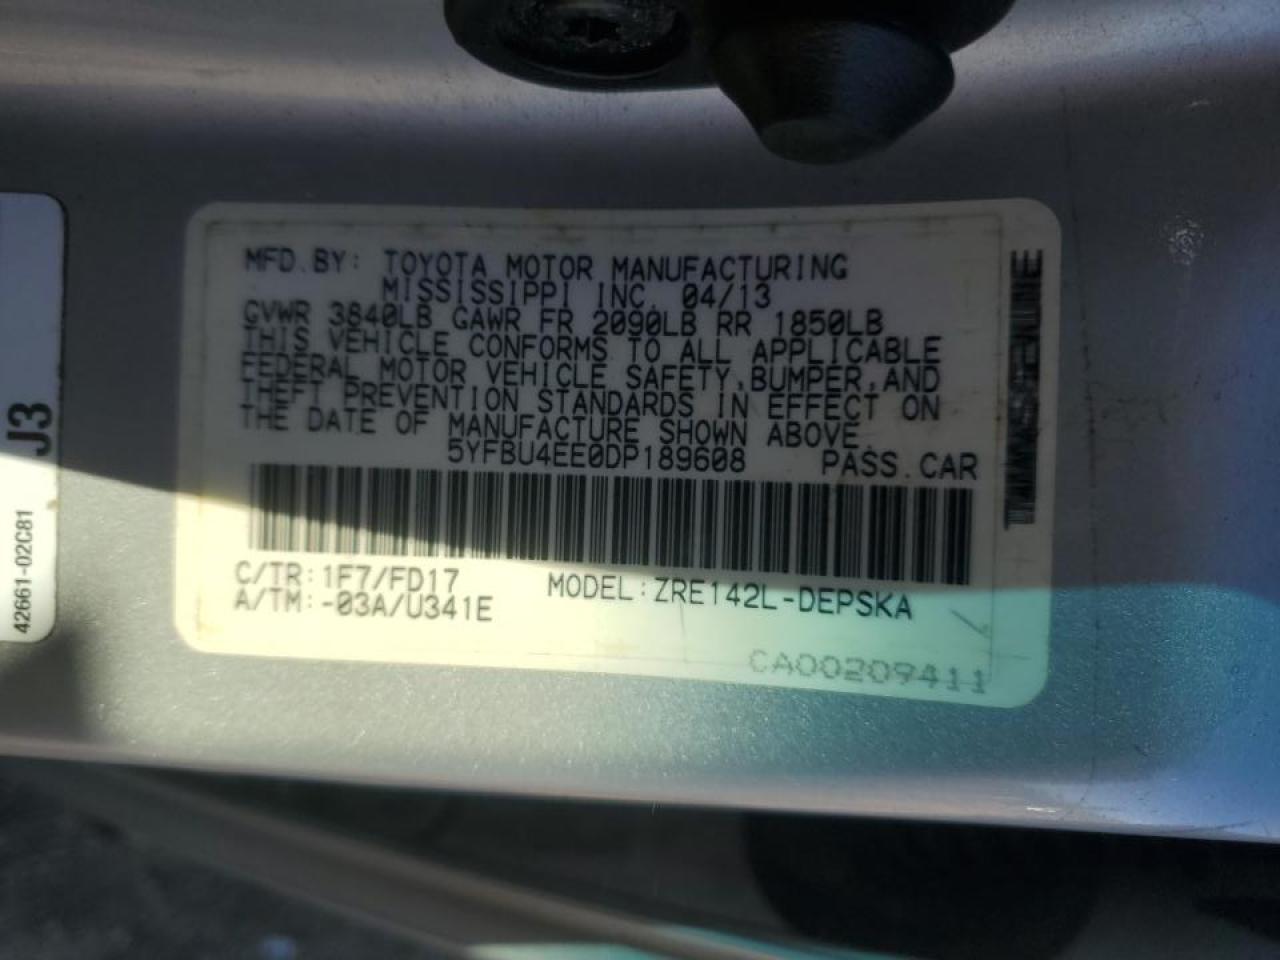 MFD.BY: TOYOTA MOTOR MANUFACTURING
MISSISSIPPI INC. 04/13
GVWR 3840LB GAWR FR 2090LB RR 1850LB
THIS VEHICLE CONFORMS TO ALL APPLICABLE
FEDERAL MOTOR VEHICLE SAFETY,BUMPER,AND
THEFT PREVENTION STANDARDS IN EFFECT ON
THE DATE OF MANUFACTURE SHOWN ABOVE.
5YFBU4EE0DP189608 PASS.CAR
C/TR:1F7/FD17 MODEL:ZRE142L-DEPSKA
A/TM:-03A/U341E
CA00209411
J3
42661-02C81